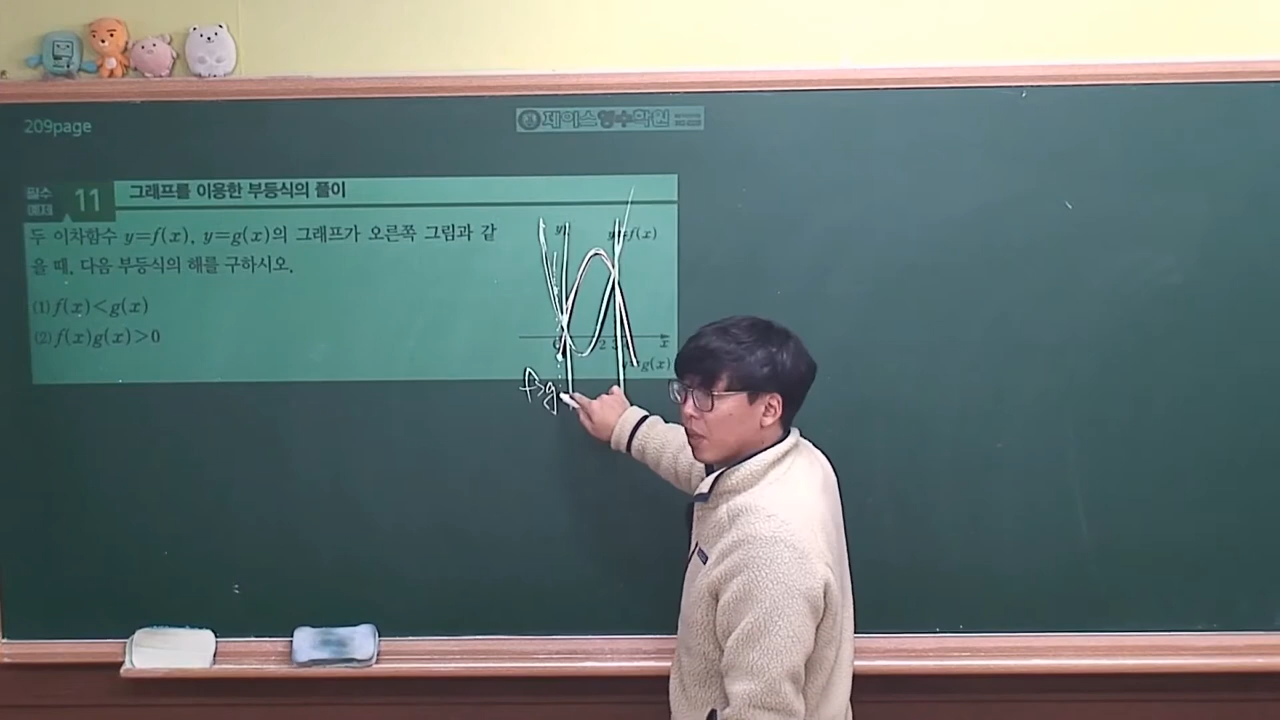 209page
제이스영수학원
필수
예제
11 그래프를 이용한 부등식의 풀이
두 이차함수 y=f(x), y=g(x)의 그래프가 오른쪽 그림과 같
을 때, 다음 부등식의 해를 구하시오.
(1) f(x)<g(x)
(2) f(x)g(x)>0
y
y=f(x)
2 3
x
y=g(x)
f>g